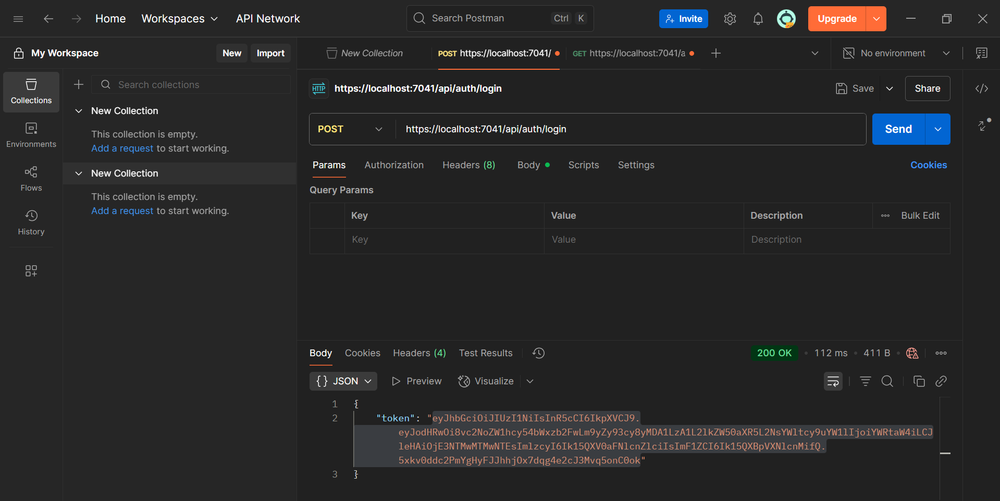 Home Workspaces API Network Search Postman Ctrl K Invite Upgrade
My Workspace New Import New Collection POST https://localhost:7041/ GET https://localhost:7041/a No environment
Collections
Environments
Flows
History
Search collections
New Collection
This collection is empty.
Add a request to start working.
New Collection
This collection is empty.
Add a request to start working.
HTTP https://localhost:7041/api/auth/login Save Share
POST https://localhost:7041/api/auth/login Send
Params Authorization Headers (8) Body Scripts Settings Cookies
Query Params
Key Value Description Bulk Edit
Key Value Description
Body Cookies Headers (4) Test Results 200 OK 112 ms 411 B
{} JSON Preview Visualize
1 {
2 "token": "eyJhbGciOiJIUzI1NiIsInR5cCI6IkpXVCJ9.
eyJodHRwOi8vc2NoZW1hcy54bWxzb2FwLm9yZy93cy8yMDA1LzA1L2lkZW50aXR5L2NsYWltcy9uYW1lIjoiYWRtaW4iLCJ
leHAiOjE3NTMwMTMwNTEsImlzcyI6Ik15QXV0aFNlcnZlciIsImF1ZCI6Ik15QXBpVXNlcnMifQ.
5xkv0ddc2PmYgHyFJJhhjOx7dqg4e2cJ3Mvq5onC0ok"
3 }